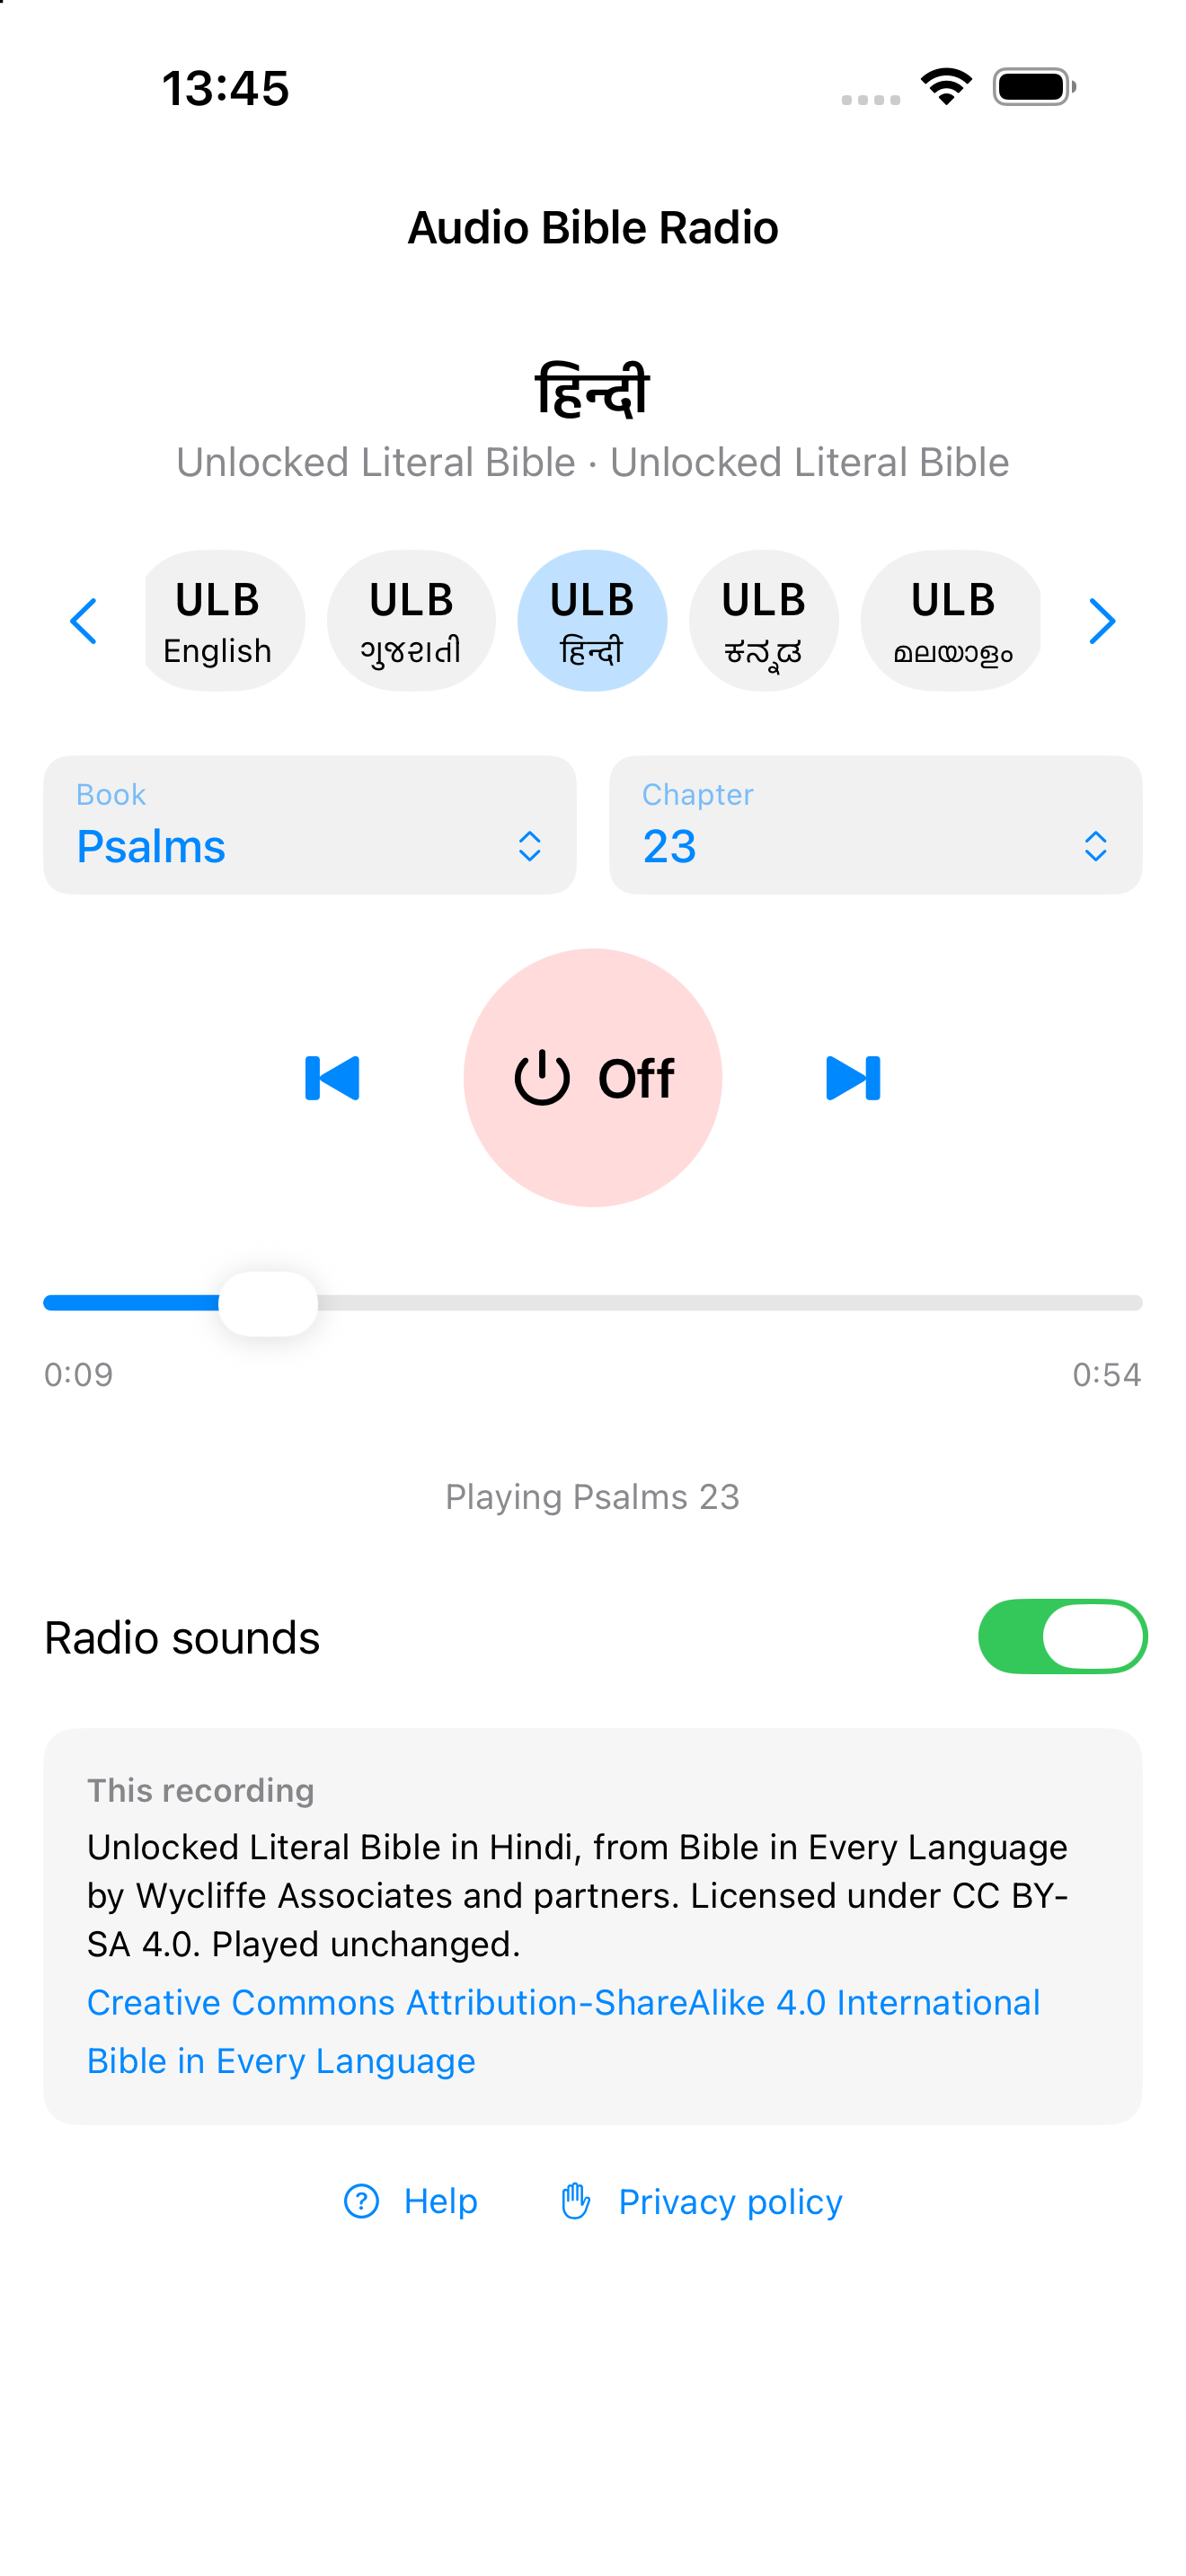 13:45
Audio Bible Radio
हिन्दी
Unlocked Literal Bible · Unlocked Literal Bible
ULB ULB ULB ULB ULB
English ગુજરાતી हिन्दी ಕನ್ನಡ മലയാളം
Book Chapter
Psalms 23
Off
0:09 0:54
Playing Psalms 23
Radio sounds
This recording
Unlocked Literal Bible in Hindi, from Bible in Every Language
by Wycliffe Associates and partners. Licensed under CC BY-
SA 4.0. Played unchanged.
Creative Commons Attribution-ShareAlike 4.0 International
Bible in Every Language
? Help Privacy policy